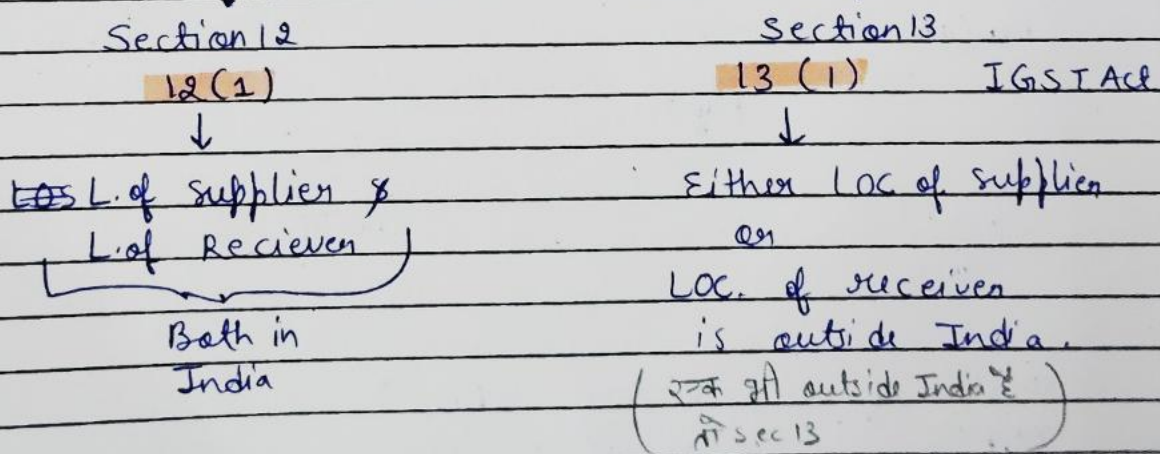 Section 12
12(1)
↓
L. of supplier &
L. of Reciever
Both in
India
Section 13
13 (1) IGST Act
↓
Either Loc of supplier
or
LOC. of receiver
is outside India.
(एक भी outside India है
तो sec 13)